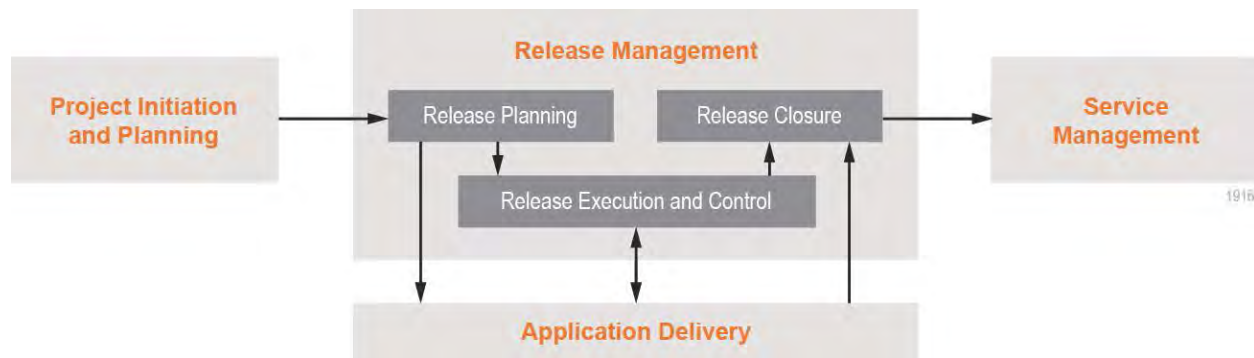 Release Management
Project Initiation
and Planning
Release Planning
Release Closure
Service
Management
Release Execution and Control
1916
Application Delivery